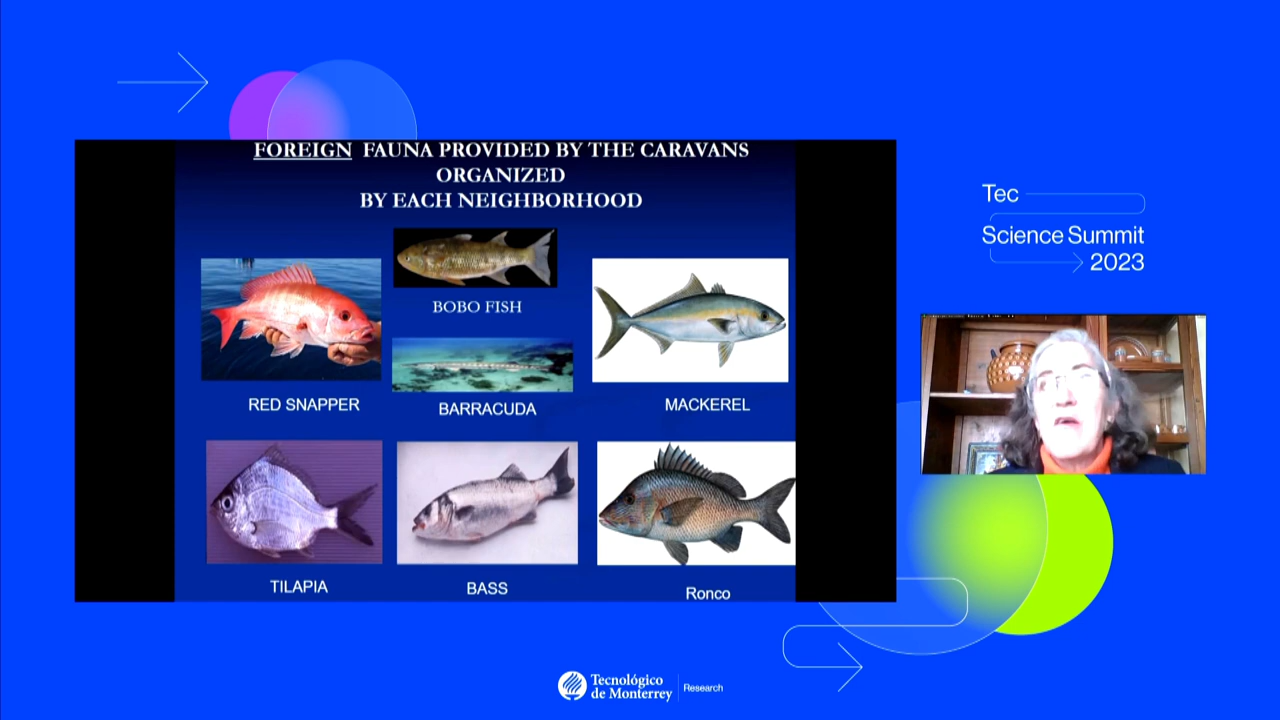 FOREIGN FAUNA PROVIDED BY THE CARAVANS
ORGANIZED
BY EACH NEIGHBORHOOD
BOBO FISH
RED SNAPPER
BARRACUDA
MACKEREL
TILAPIA
BASS
Ronco
Tec
Science Summit
2023
Tecnológico
de Monterrey
Research